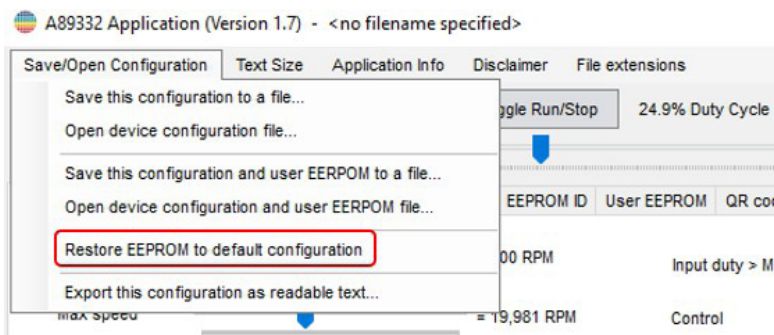 A89332 Application (Version 1.7) - <no filename specified>
Save/Open Configuration Text Size Application Info Disclaimer File extensions
Save this configuration to a file...
Open device configuration file...
Run/Stop 24.9% Duty Cycle
Save this configuration and user EERPOM to a file...
Open device configuration and user EERPOM file...
EEPROM ID User EEPROM QR
Restore EEPROM to default configuration
00 RPM
Input duty >
Export this configuration as readable text...
Max speed = 19,981 RPM Control